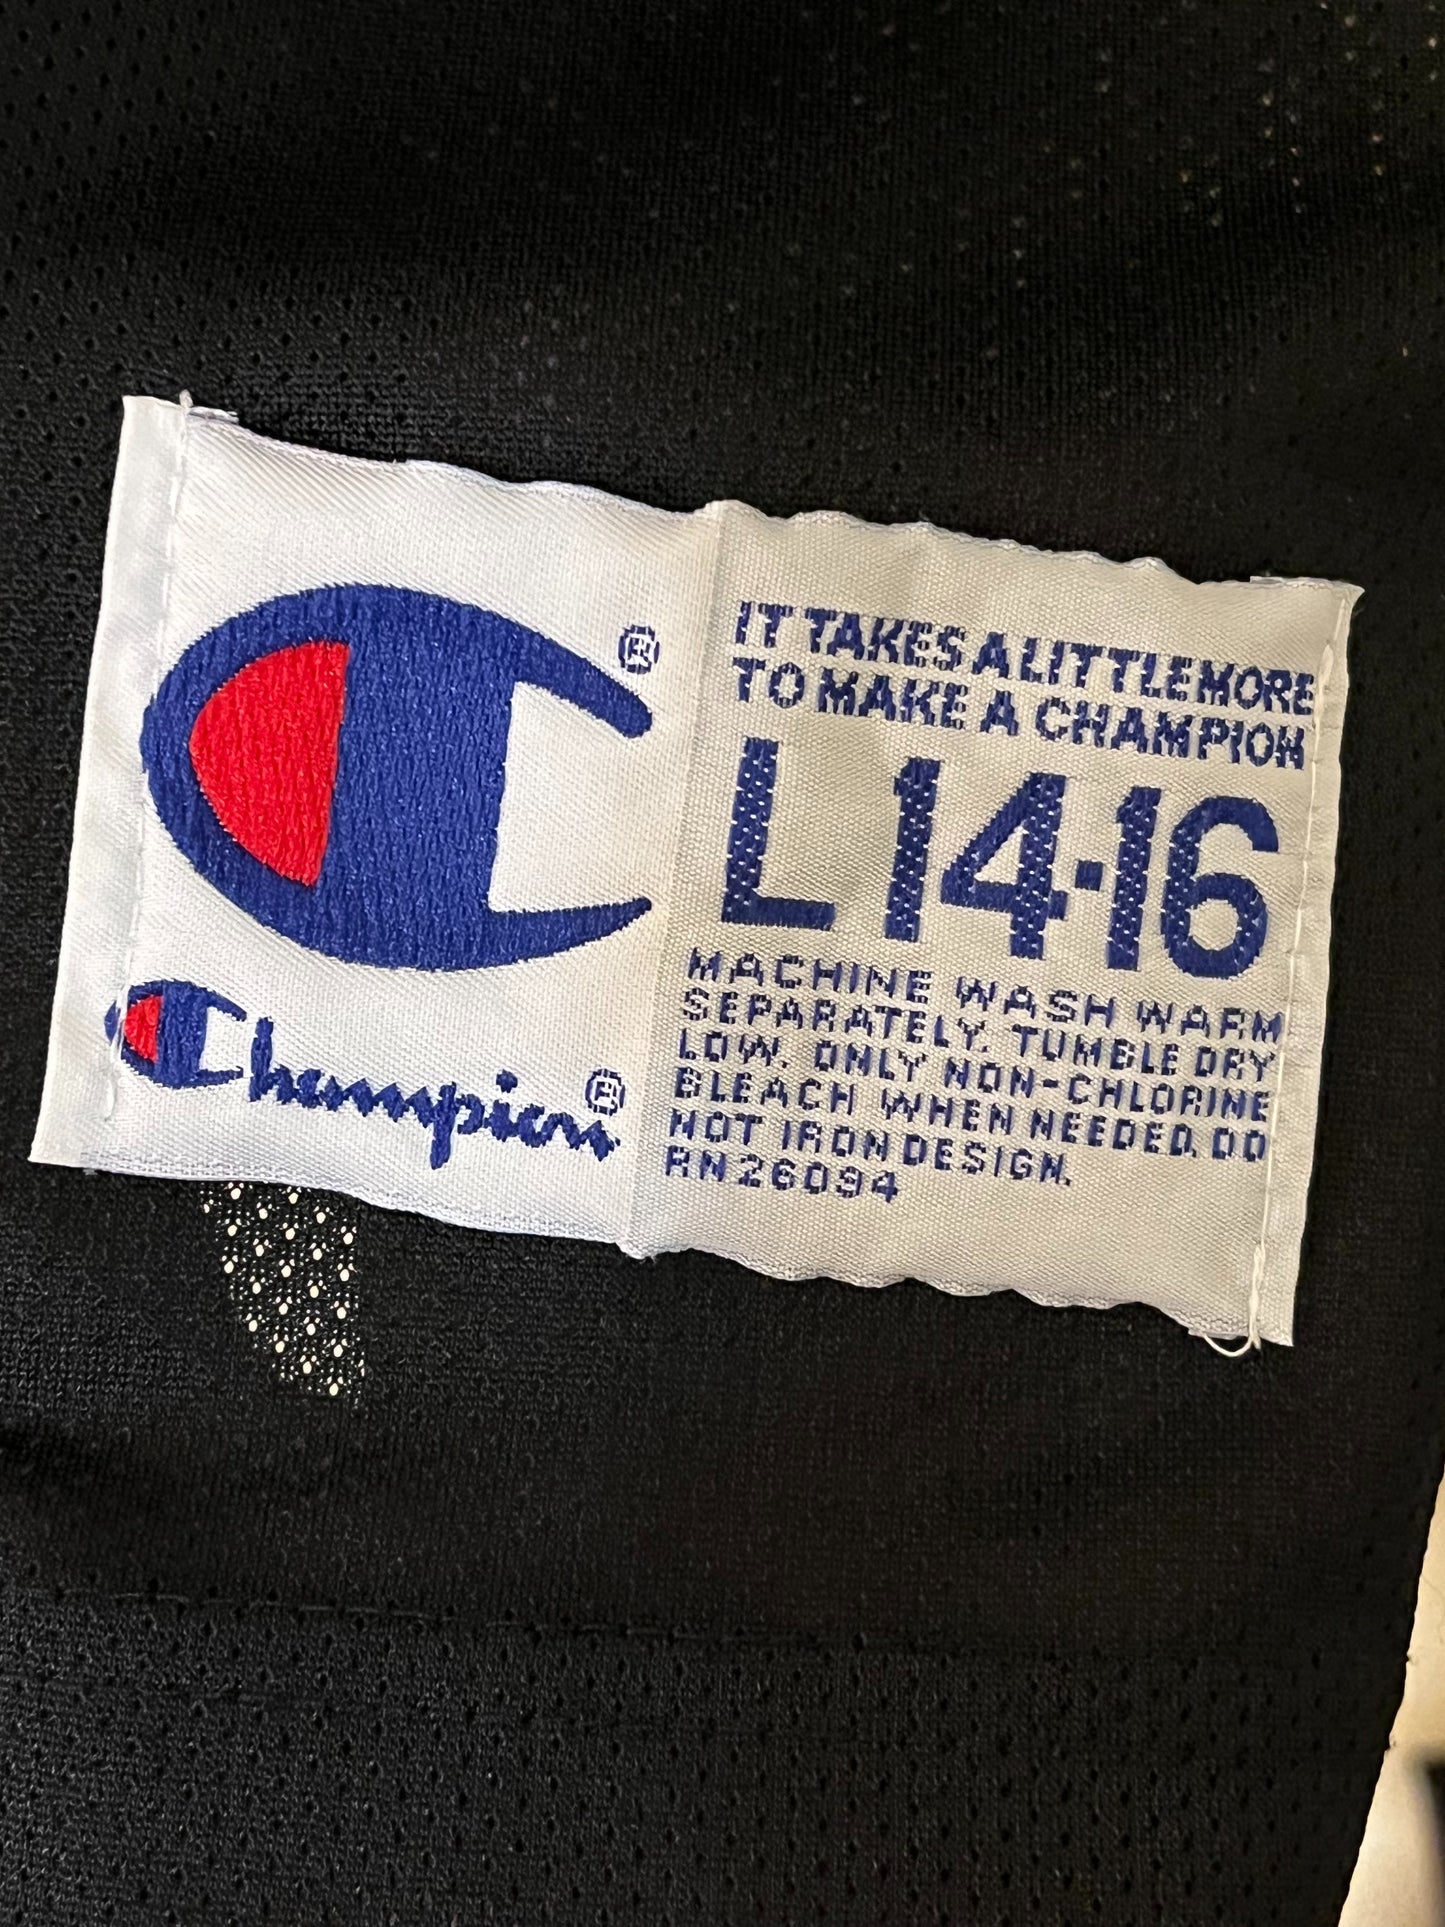 Champion®
®
IT TAKES A LITTLE MORE
TO MAKE A CHAMPION
L 14-16
MACHINE WASH WARM
SEPARATELY. TUMBLE DRY
LOW. ONLY NON-CHLORINE
BLEACH WHEN NEEDED. DO
NOT IRON DESIGN.
RN 26094